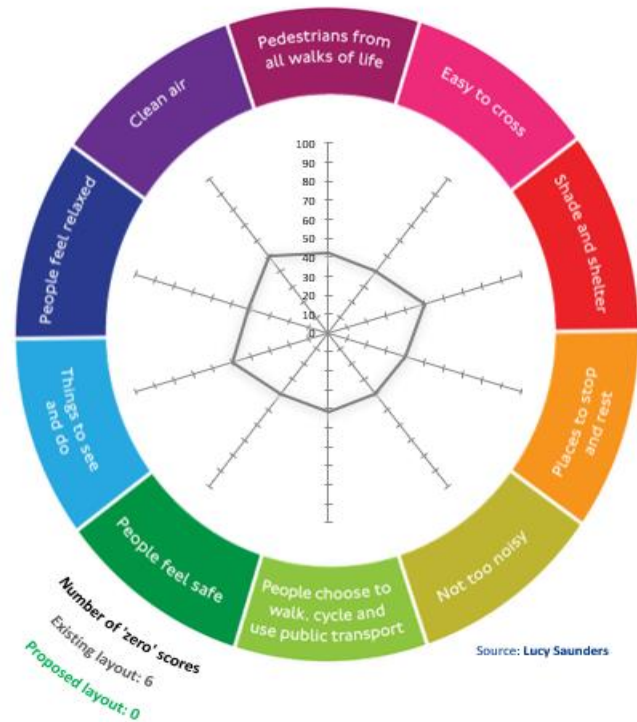 Pedestrians from
all walks of life
Easy to cross
Shade and shelter
Places to stop
and rest
Not too noisy
People choose to
walk, cycle and
use public transport
People feel safe
Things to see
and do
People feel relaxed
Clean air
100
90
80
70
60
50
40
30
20
10
0
Number of 'zero' scores
Existing layout: 6
Proposed layout: 0
Source: Lucy Saunders